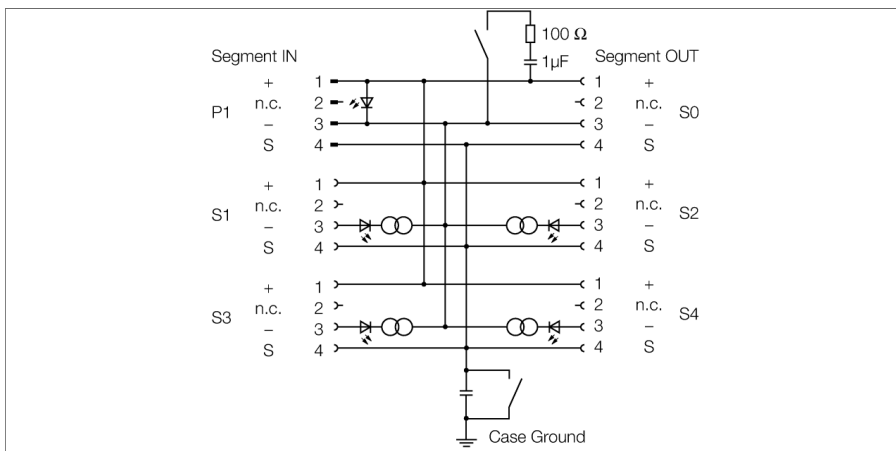 100 Ω
1µF
Segment IN
Segment OUT
P1
+ 1
n.c. 2
– 3
S 4
1 +
2 n.c.
3 –
4 S
S0
S1
+ 1
n.c. 2
– 3
S 4
1 +
2 n.c.
3 –
4 S
S2
S3
+ 1
n.c. 2
– 3
S 4
1 +
2 n.c.
3 –
4 S
S4
Case Ground